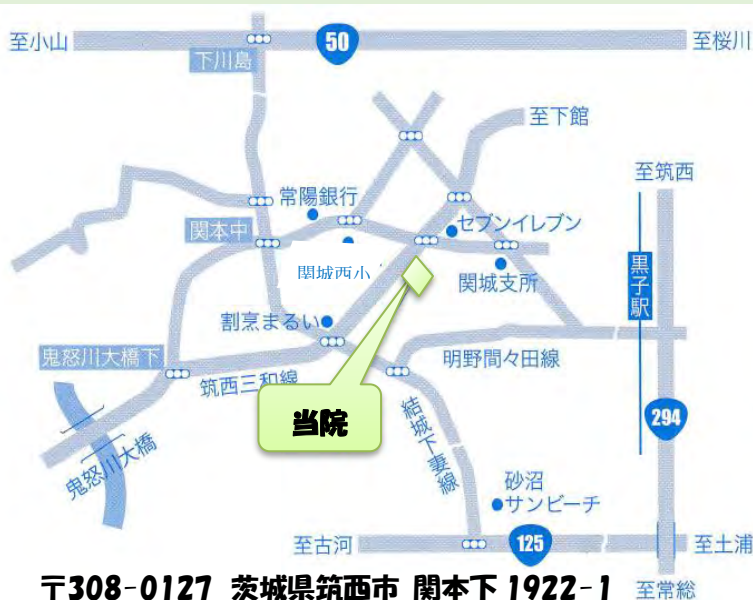 至小山
50
至桜川
下川島
至下館
至筑西
常陽銀行
セブンイレブン
関本中
関城西小
関城支所
黒子駅
割烹まるい
鬼怒川大橋下
明野間々田線
筑西三和線
当院
294
結城下妻線
鬼怒川大橋
砂沼
サンビーチ
至古河
125
至土浦
〒308-0127 茨城県筑西市 関本下 1922-1
至常総